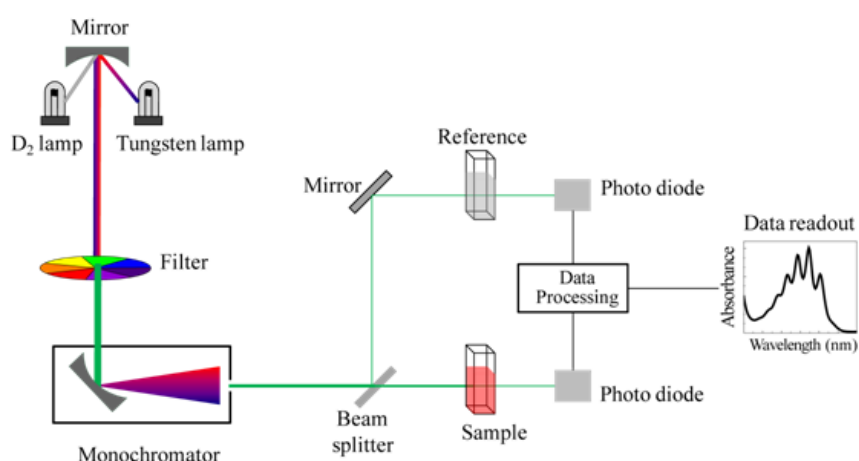 Mirror
D₂ lamp
Tungsten lamp
Filter
Monochromator
Mirror
Beam
splitter
Reference
Sample
Photo diode
Photo diode
Data
Processing
Data readout
Absorbance
Wavelength (nm)